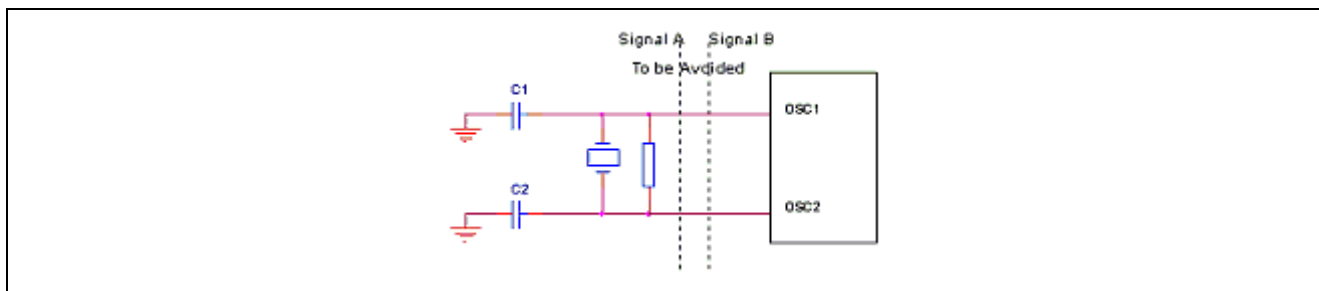 Signal A Signal B
To be Avoided
C1
OSC1
C2
OSC2